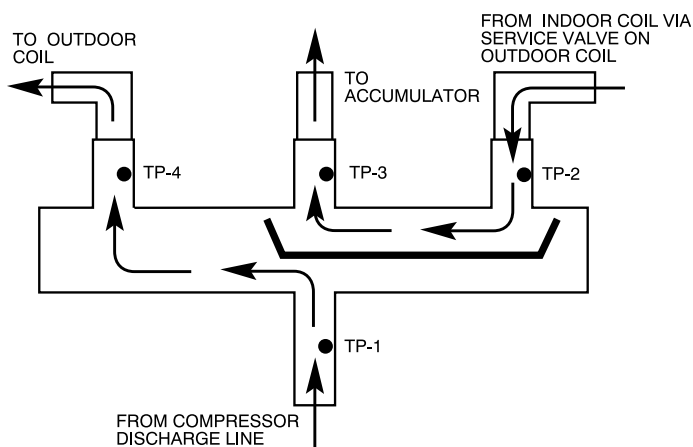 TO OUTDOOR
COIL
TO
ACCUMULATOR
FROM INDOOR COIL VIA
SERVICE VALVE ON
OUTDOOR COIL
TP-4
TP-3
TP-2
TP-1
FROM COMPRESSOR
DISCHARGE LINE